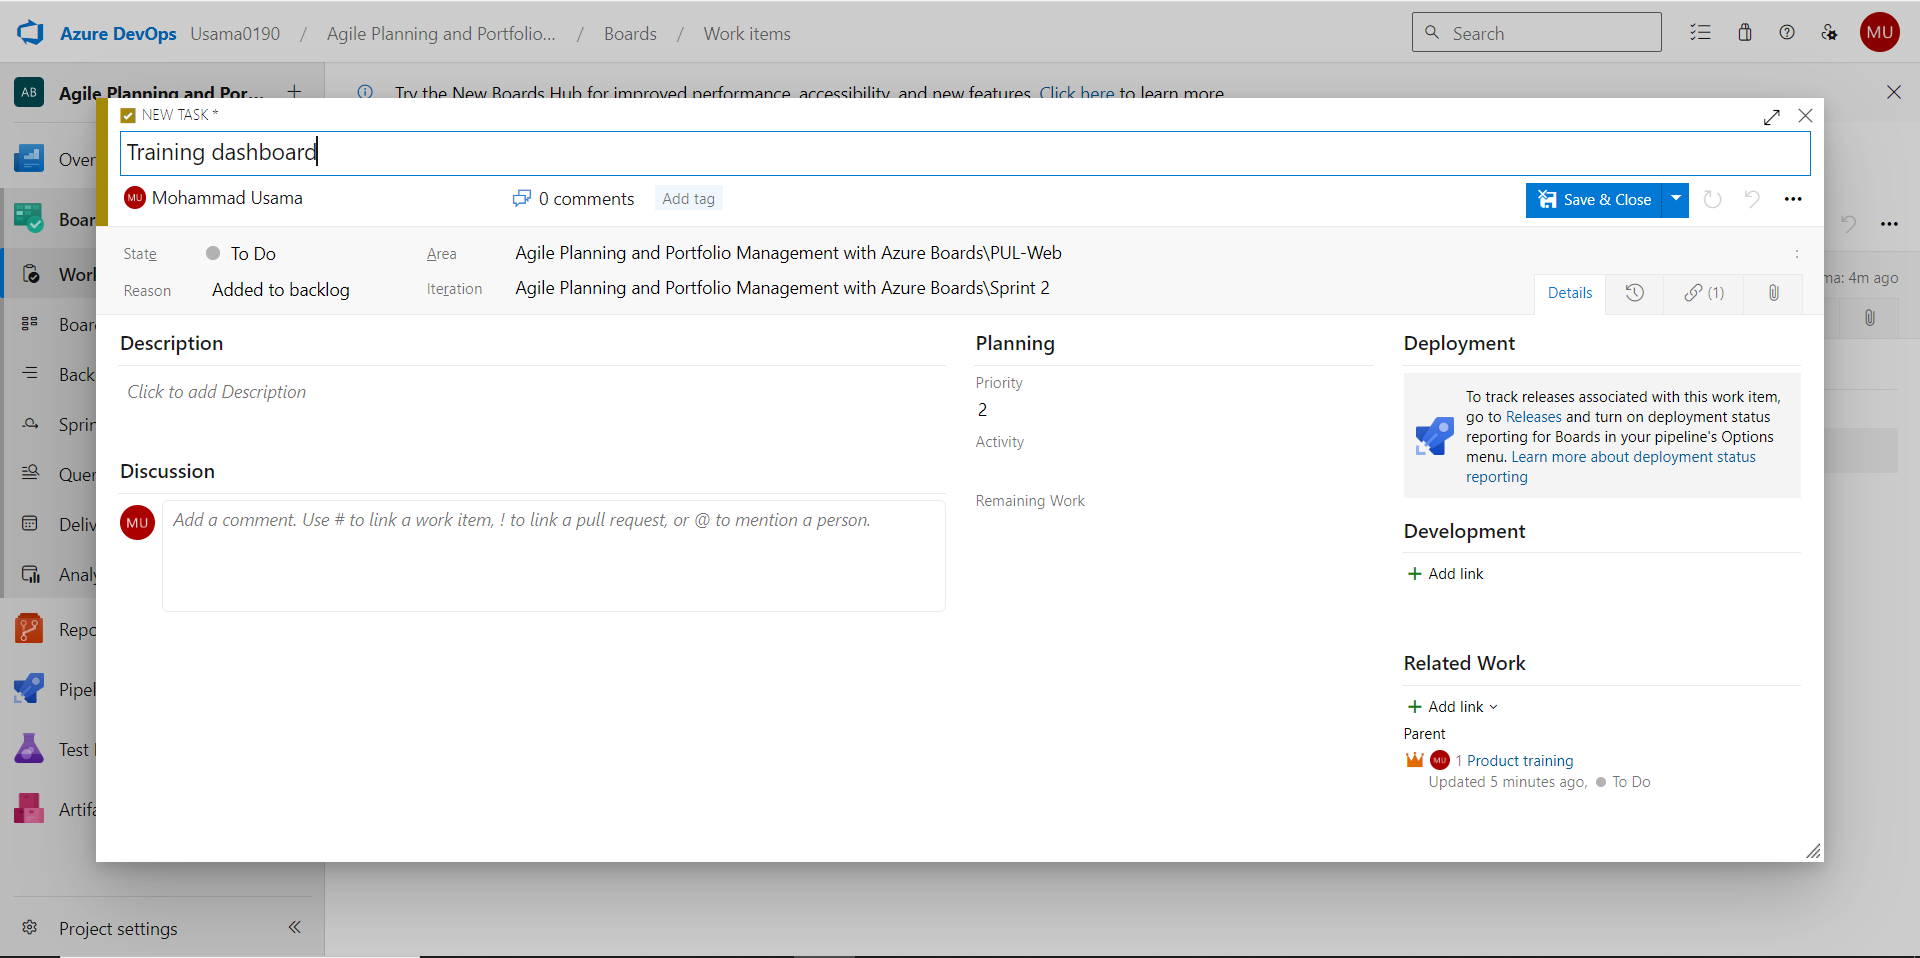 Azure DevOps Usama0190 / Agile Planning and Portfolio... / Boards / Work items
Search
MU
AB Agile Planning and Por... +
Try the New Boards Hub for improved performance, accessibility, and new features. Click here to learn more
NEW TASK *
Training dashboard
MU Mohammad Usama
0 comments
Add tag
Save & Close
State To Do
Area Agile Planning and Portfolio Management with Azure Boards\PUL-Web
Reason Added to backlog
Iteration Agile Planning and Portfolio Management with Azure Boards\Sprint 2
Details
(1)
ma: 4m ago
Over
Boar
Work
Boar
Back
Sprin
Quer
Deliv
Analy
Repo
Pipel
Test
Artifa
Project settings
Description
Click to add Description
Discussion
MU
Add a comment. Use # to link a work item, ! to link a pull request, or @ to mention a person.
Planning
Priority
2
Activity
Remaining Work
Deployment
To track releases associated with this work item,
go to Releases and turn on deployment status
reporting for Boards in your pipeline's Options
menu. Learn more about deployment status
reporting
Development
+ Add link
Related Work
+ Add link
Parent
MU 1 Product training
Updated 5 minutes ago, To Do